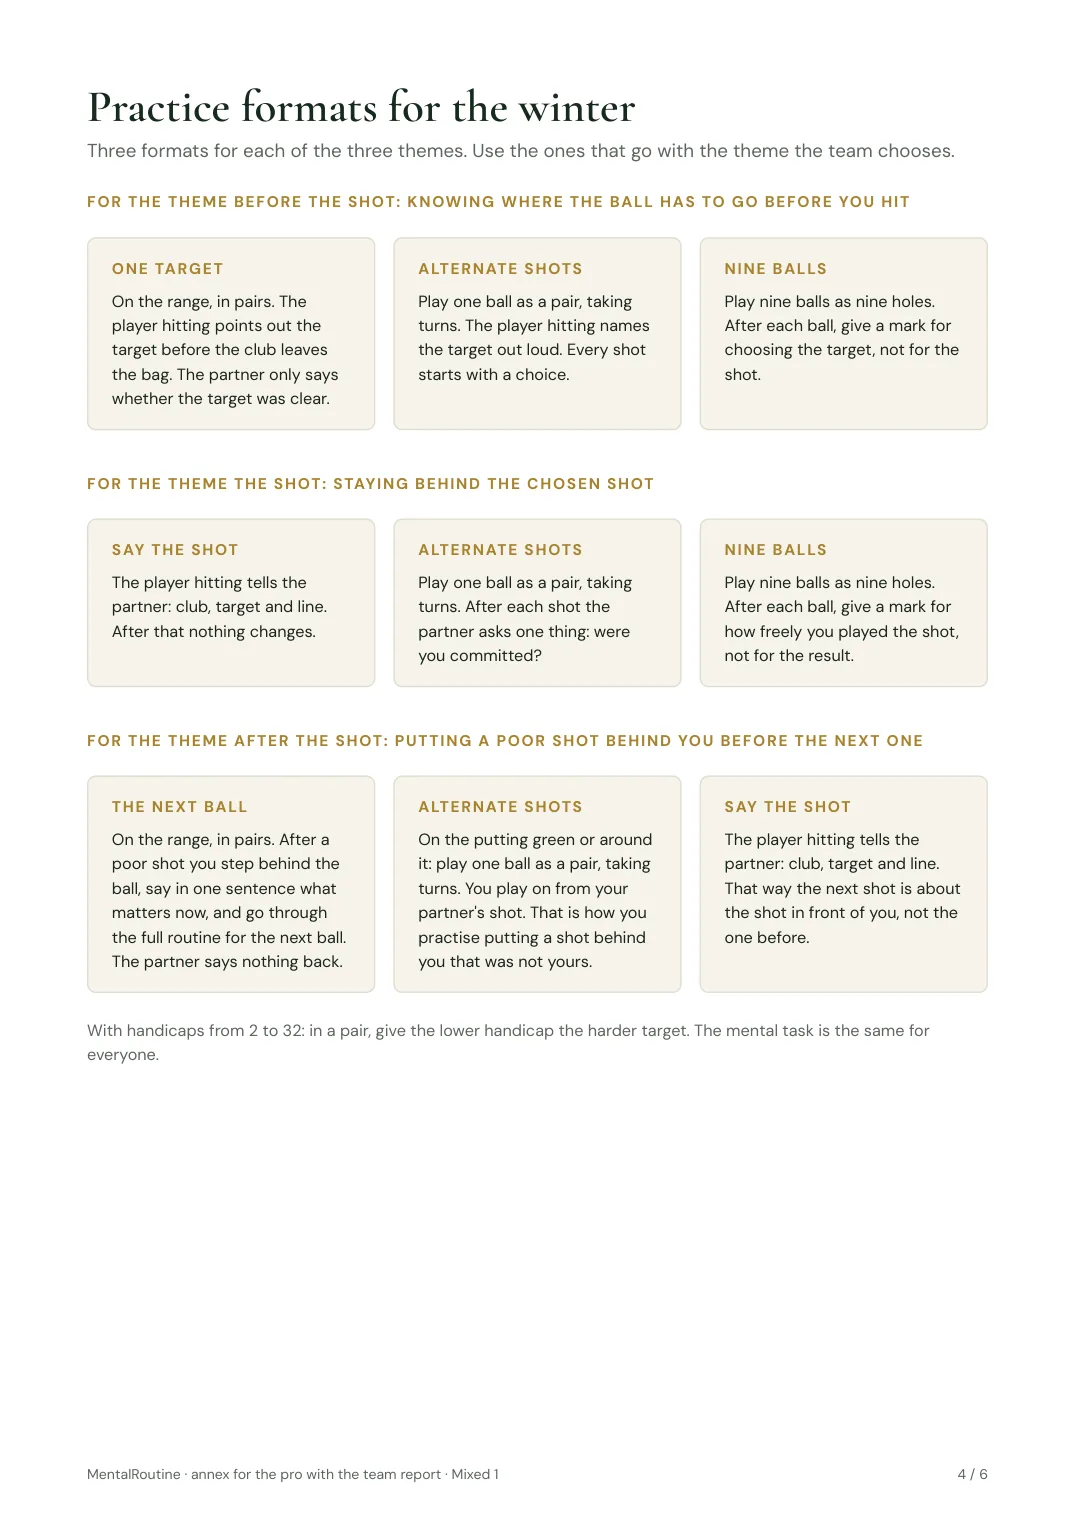 Practice formats for the winter
Three formats for each of the three themes. Use the ones that go with the theme the team chooses.
FOR THE THEME BEFORE THE SHOT: KNOWING WHERE THE BALL HAS TO GO BEFORE YOU HIT
ONE TARGET
On the range, in pairs. The
player hitting points out the
target before the club leaves
the bag. The partner only says
whether the target was clear.
ALTERNATE SHOTS
Play one ball as a pair, taking
turns. The player hitting names
the target out loud. Every shot
starts with a choice.
NINE BALLS
Play nine balls as nine holes.
After each ball, give a mark for
choosing the target, not for the
shot.
FOR THE THEME THE SHOT: STAYING BEHIND THE CHOSEN SHOT
SAY THE SHOT
The player hitting tells the
partner: club, target and line.
After that nothing changes.
ALTERNATE SHOTS
Play one ball as a pair, taking
turns. After each shot the
partner asks one thing: were
you committed?
NINE BALLS
Play nine balls as nine holes.
After each ball, give a mark for
how freely you played the shot,
not for the result.
FOR THE THEME AFTER THE SHOT: PUTTING A POOR SHOT BEHIND YOU BEFORE THE NEXT ONE
THE NEXT BALL
On the range, in pairs. After a
poor shot you step behind the
ball, say in one sentence what
matters now, and go through
the full routine for the next ball.
The partner says nothing back.
ALTERNATE SHOTS
On the putting green or around
it: play one ball as a pair, taking
turns. You play on from your
partner's shot. That is how you
practise putting a shot behind
you that was not yours.
SAY THE SHOT
The player hitting tells the
partner: club, target and line.
That way the next shot is about
the shot in front of you, not the
one before.
With handicaps from 2 to 32: in a pair, give the lower handicap the harder target. The mental task is the same for
everyone.
MentalRoutine · annex for the pro with the team report · Mixed 1
4 / 6